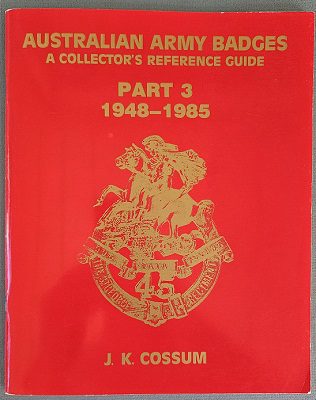 AUSTRALIAN ARMY BADGES
A COLLECTOR'S REFERENCE GUIDE
PART 3
1948–1985
45
J. K. COSSUM